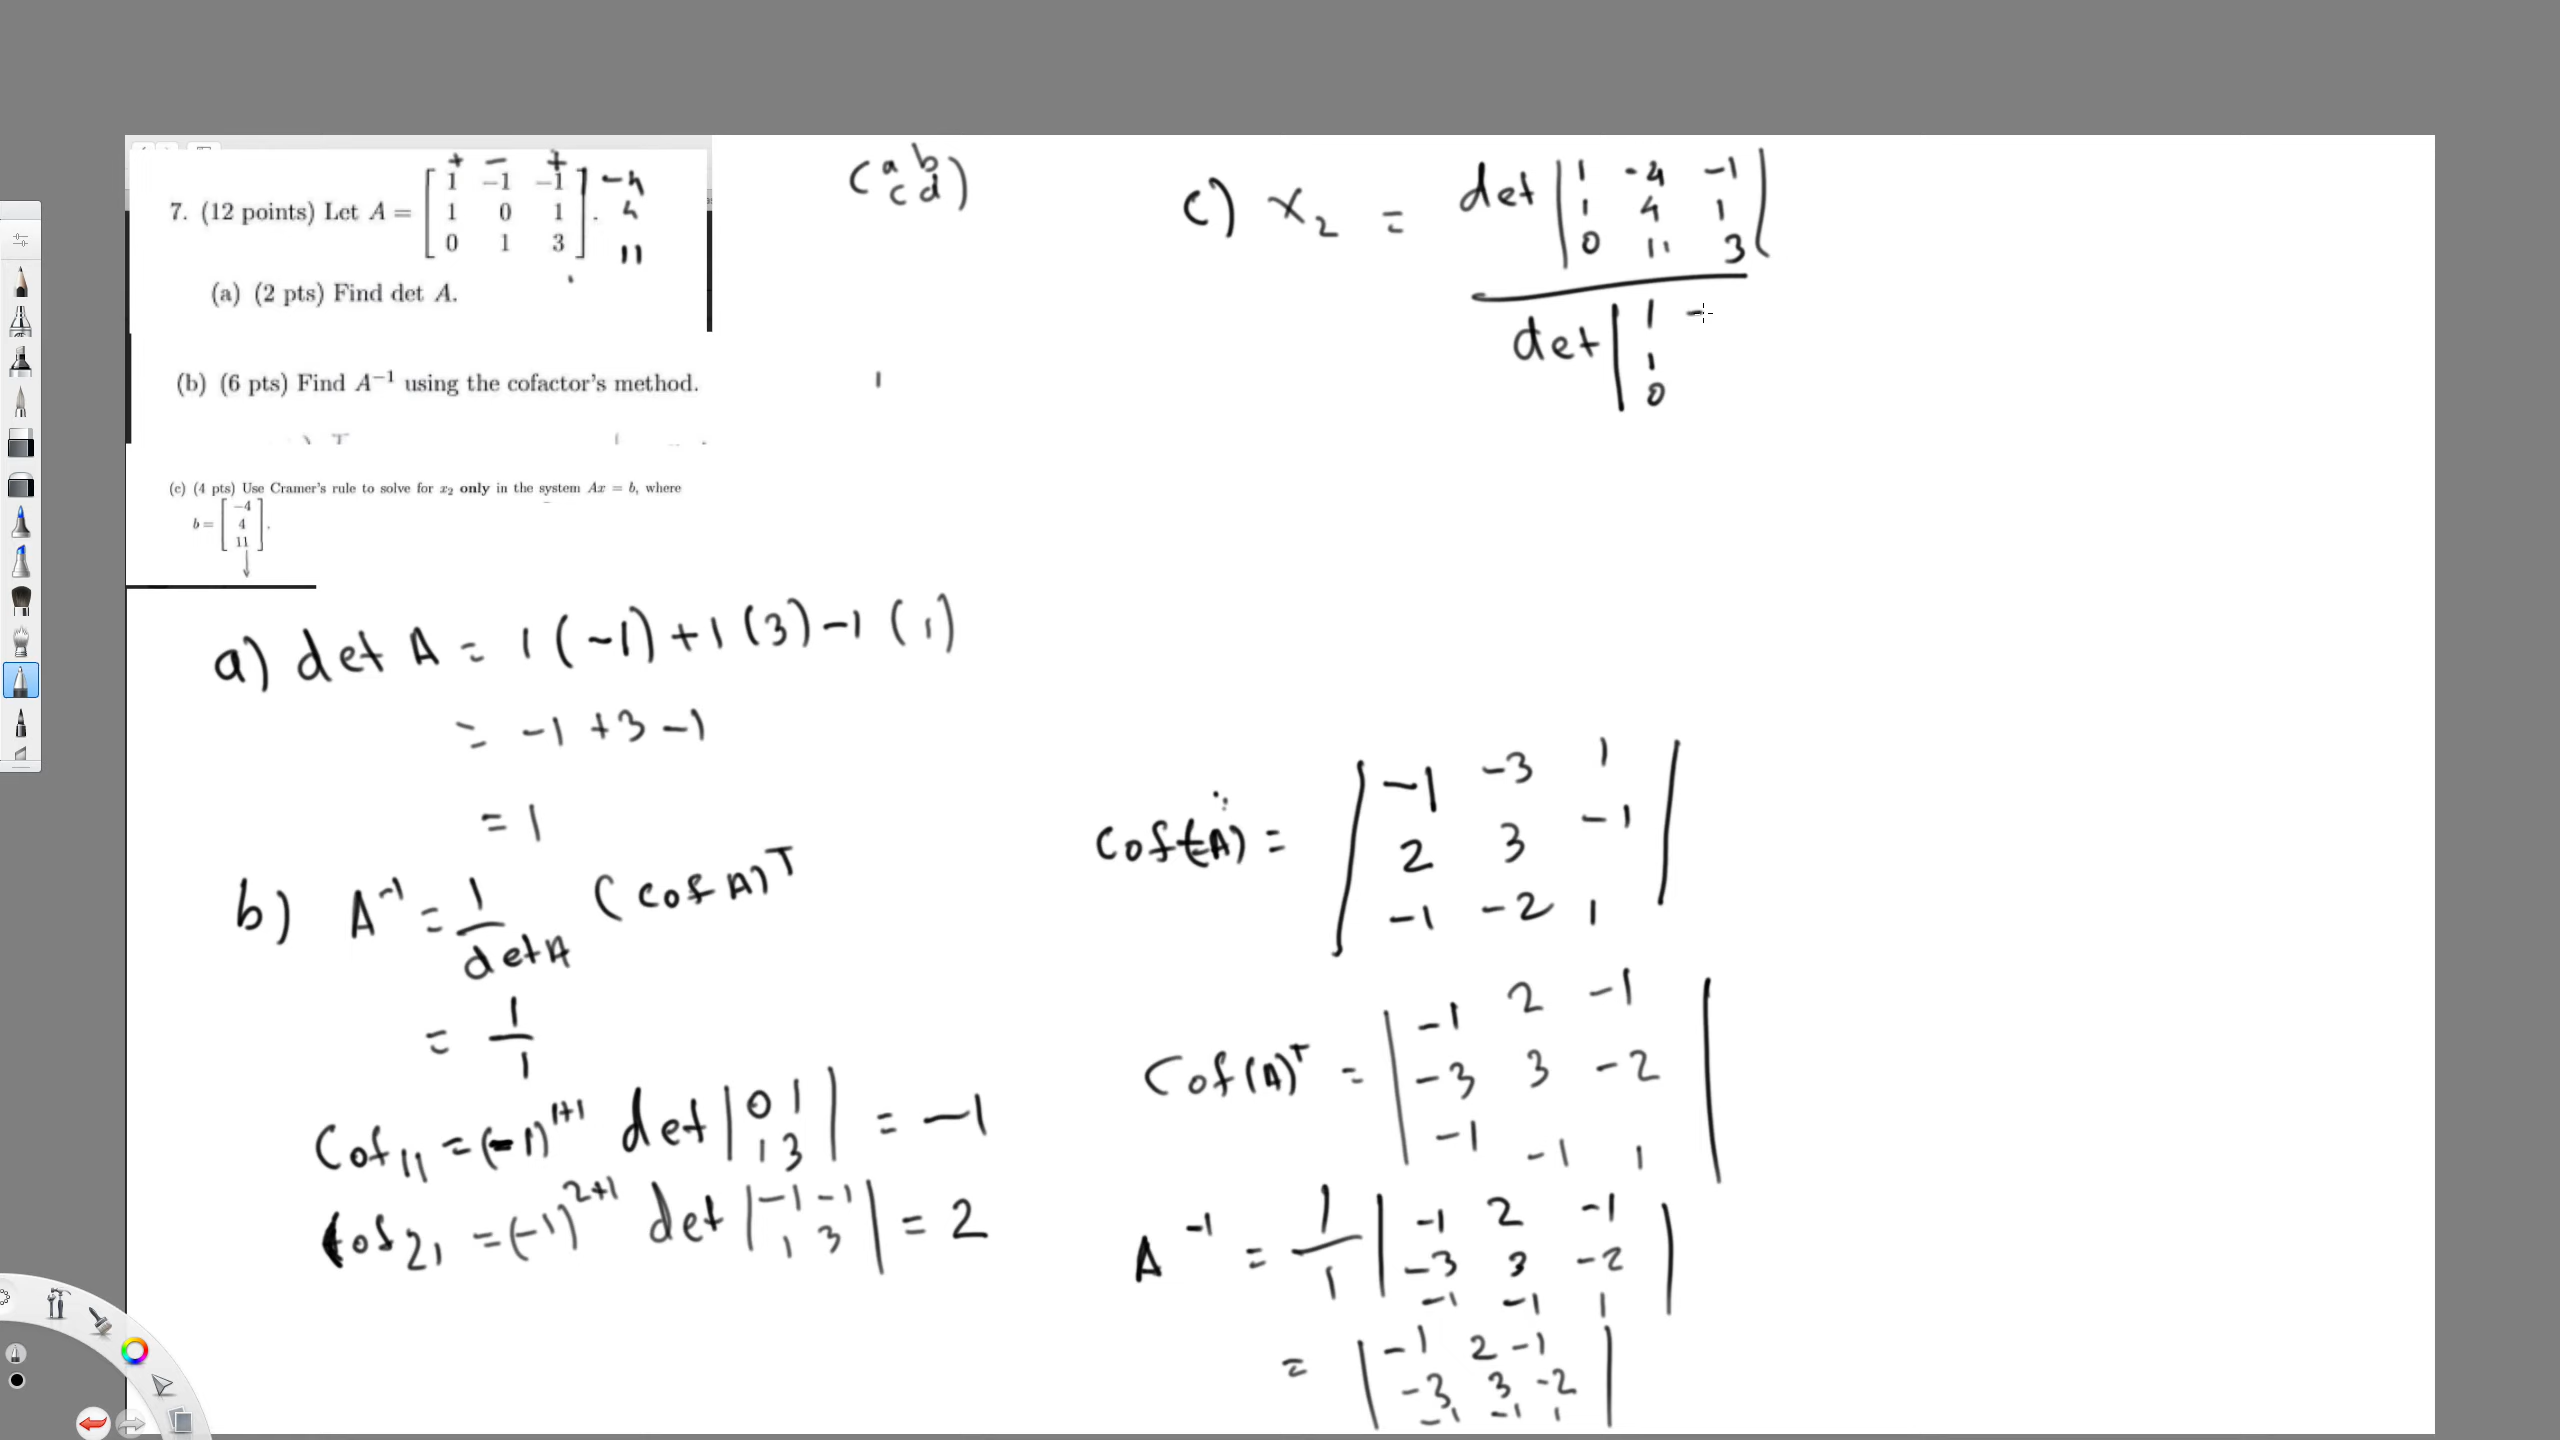 + − +
7. (12 points) Let A = [ 1 −1 −1 ] . −4
1 0 1 4
0 1 3 11
(a) (2 pts) Find det A.
(b) (6 pts) Find A⁻¹ using the cofactor's method.
(c) (4 pts) Use Cramer's rule to solve for x₂ only in the system Ax = b, where
b = [ −4
4
11 ] .
(a b
c d)
a) det A = 1(−1) + 1(3) − 1(1)
= −1 + 3 − 1
= 1
b) A⁻¹ = 1/det A (Cof A)ᵀ
= 1/1
Cof₁₁ = (−1)¹⁺¹ det | 0 1 | = −1
1 3
Cof₂₁ = (−1)²⁺¹ det | −1 −1 | = 2
1 3
c) x₂ = det | 1 −4 −1 |
1 4 1
0 11 3
det | 1 −
1
0
Cof(A) = | −1 −3 1 |
2 3 −1
−1 −2 1
Cof(A)ᵀ = | −1 2 −1 |
−3 3 −2
−1 −1 1
A⁻¹ = 1/1 | −1 2 −1 |
−3 3 −2
−1 −1 1
= | −1 2 −1 |
−3 3 −2
−1 −1 1